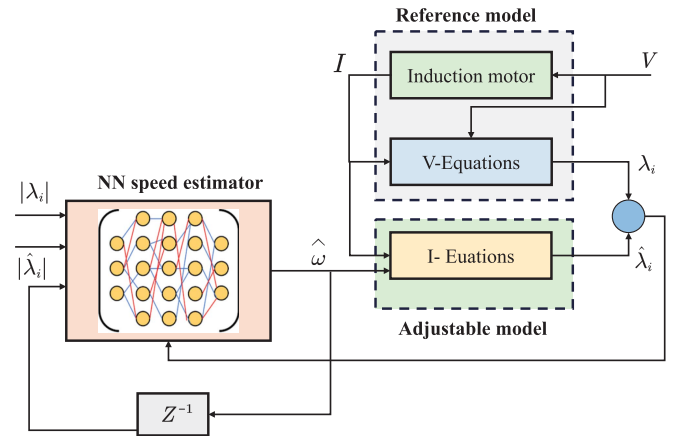 Reference model
I
Induction motor
V
V-Equations
λᵢ
NN speed estimator
|λᵢ|
|λ̂ᵢ|
ω̂
I- Euations
λ̂ᵢ
Adjustable model
Z⁻¹